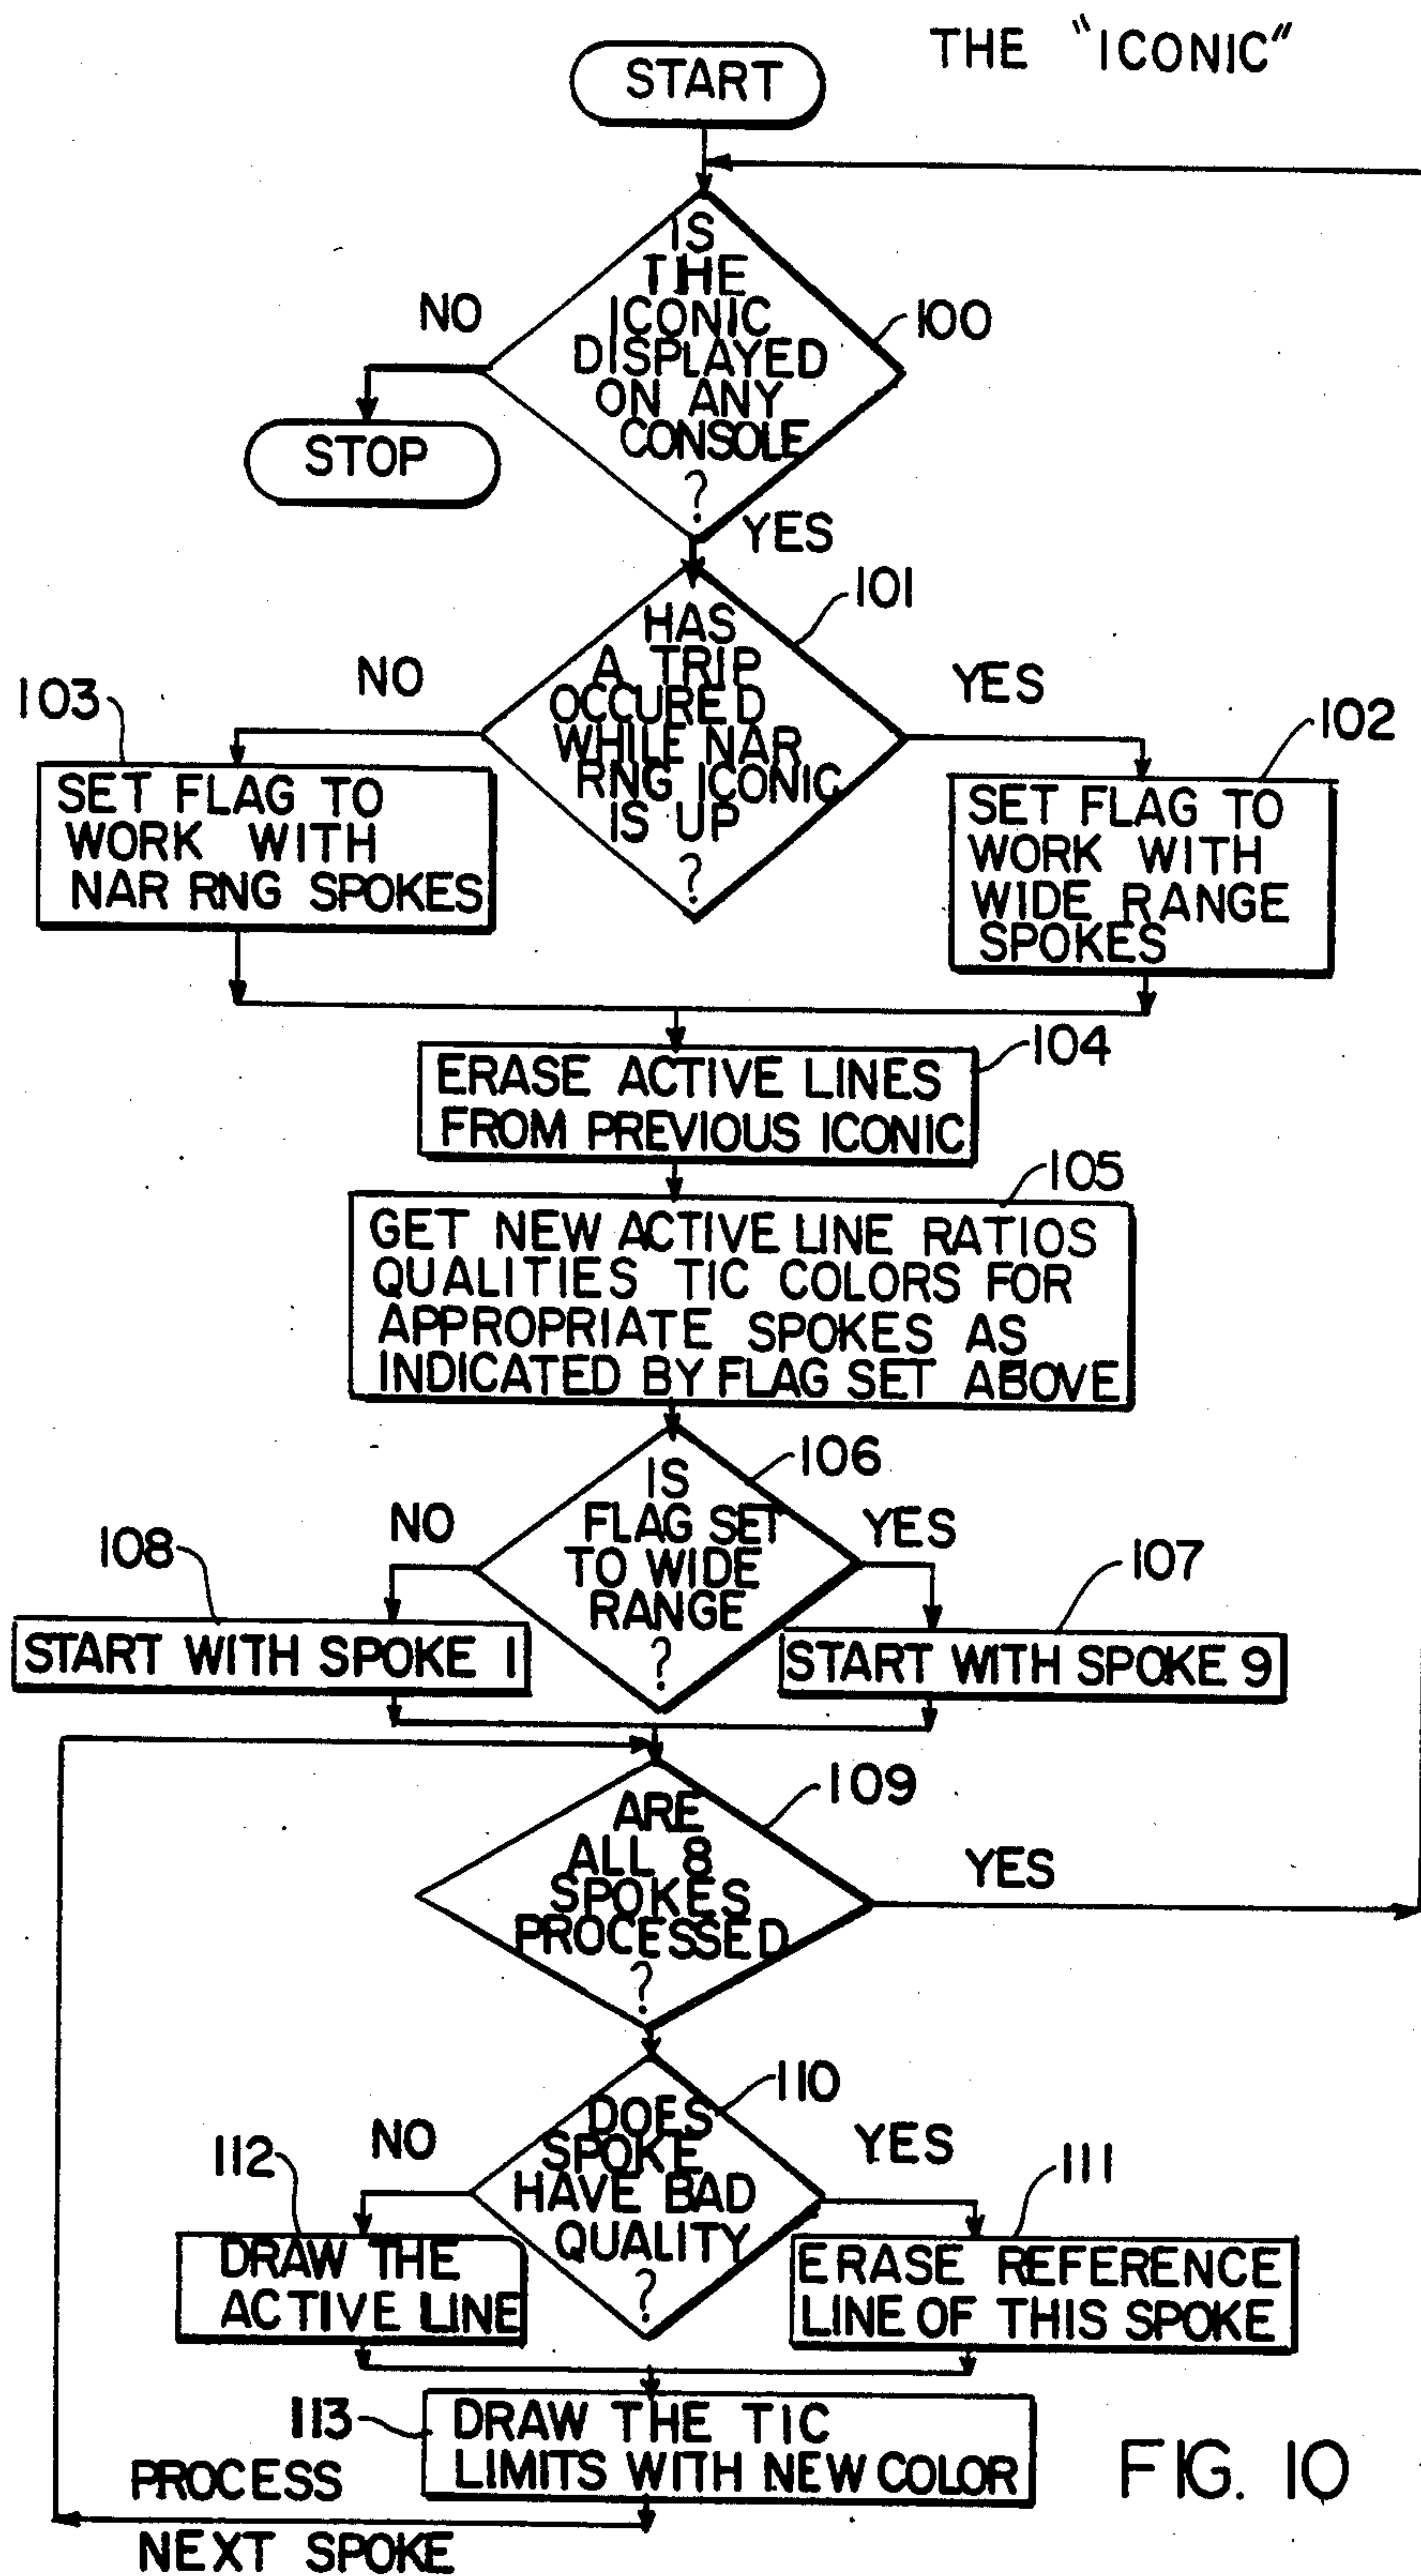 THE "ICONIC"
START
IS
THE
ICONIC
DISPLAYED
ON ANY
CONSOLE
?
100
NO
STOP
YES
HAS
A TRIP
OCCURED
WHILE NAR
RNG ICONIC
IS UP
?
101
NO
YES
103
SET FLAG TO
WORK WITH
NAR RNG SPOKES
102
SET FLAG TO
WORK WITH
WIDE RANGE
SPOKES
104
ERASE ACTIVE LINES
FROM PREVIOUS ICONIC
105
GET NEW ACTIVE LINE RATIOS
QUALITIES TIC COLORS FOR
APPROPRIATE SPOKES AS
INDICATED BY FLAG SET ABOVE
106
IS
FLAG SET
TO WIDE
RANGE
?
NO
YES
108
START WITH SPOKE 1
107
START WITH SPOKE 9
109
ARE
ALL 8
SPOKES
PROCESSED
?
YES
110
DOES
SPOKE
HAVE BAD
QUALITY
?
NO
YES
112
DRAW THE
ACTIVE LINE
111
ERASE REFERENCE
LINE OF THIS SPOKE
113
DRAW THE TIC
LIMITS WITH NEW COLOR
PROCESS
NEXT SPOKE
FIG. 10